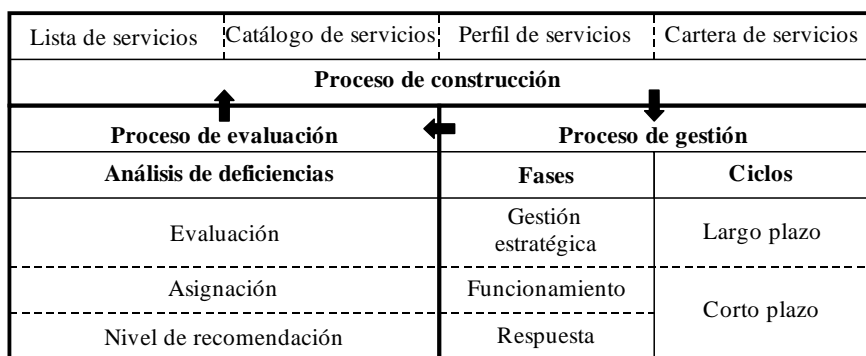 Lista de servicios
Catálogo de servicios
Perfil de servicios
Cartera de servicios
Proceso de construcción
Proceso de evaluación
Proceso de gestión
Análisis de deficiencias
Fases
Ciclos
Evaluación
Gestión
estratégica
Largo plazo
Asignación
Funcionamiento
Corto plazo
Nivel de recomendación
Respuesta